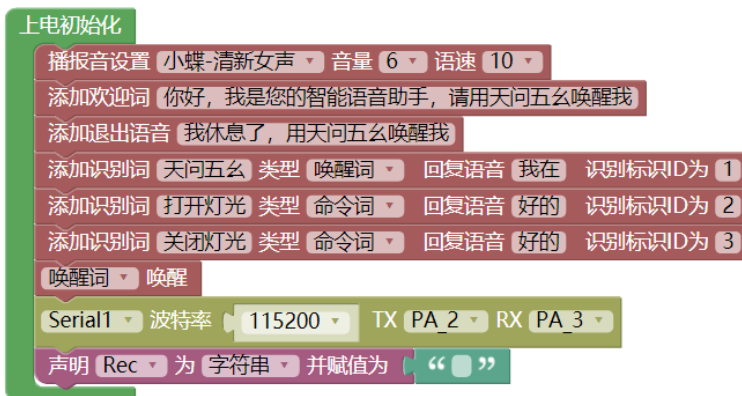 上电初始化
播报音设置 小蝶-清新女声 音量 6 语速 10
添加欢迎词 你好，我是您的智能语音助手，请用天问五幺唤醒我
添加退出语音 我休息了，用天问五幺唤醒我
添加识别词 天问五幺 类型 唤醒词 回复语音 我在 识别标识ID为 1
添加识别词 打开灯光 类型 命令词 回复语音 好的 识别标识ID为 2
添加识别词 关闭灯光 类型 命令词 回复语音 好的 识别标识ID为 3
唤醒词 唤醒
Serial1 波特率 115200 TX PA_2 RX PA_3
声明 Rec 为 字符串 并赋值为 “ ”